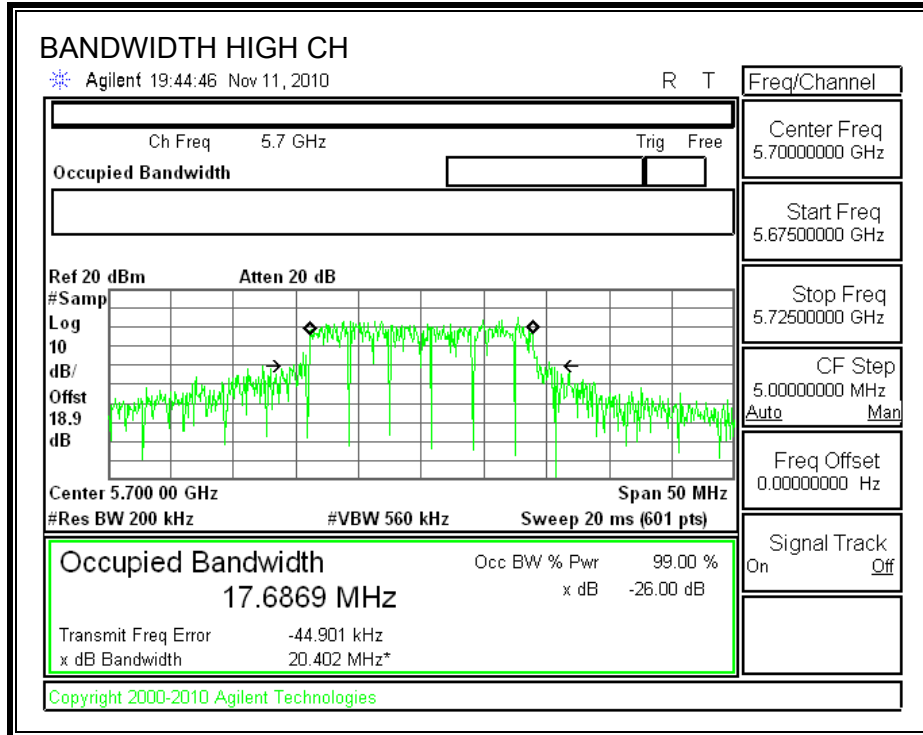 BANDWIDTH HIGH CH
Agilent 19:44:46 Nov 11, 2010 R T
Ch Freq 5.7 GHz Trig Free
Occupied Bandwidth
Ref 20 dBm Atten 20 dB
#Samp
Log
10
dB/
Offst
18.9
dB
Center 5.700 00 GHz Span 50 MHz
#Res BW 200 kHz #VBW 560 kHz Sweep 20 ms (601 pts)
Occupied Bandwidth Occ BW % Pwr 99.00 %
17.6869 MHz x dB -26.00 dB
Transmit Freq Error -44.901 kHz
x dB Bandwidth 20.402 MHz*
Copyright 2000-2010 Agilent Technologies
Freq/Channel
Center Freq
5.70000000 GHz
Start Freq
5.67500000 GHz
Stop Freq
5.72500000 GHz
CF Step
5.00000000 MHz
Auto Man
Freq Offset
0.00000000 Hz
Signal Track
On Off